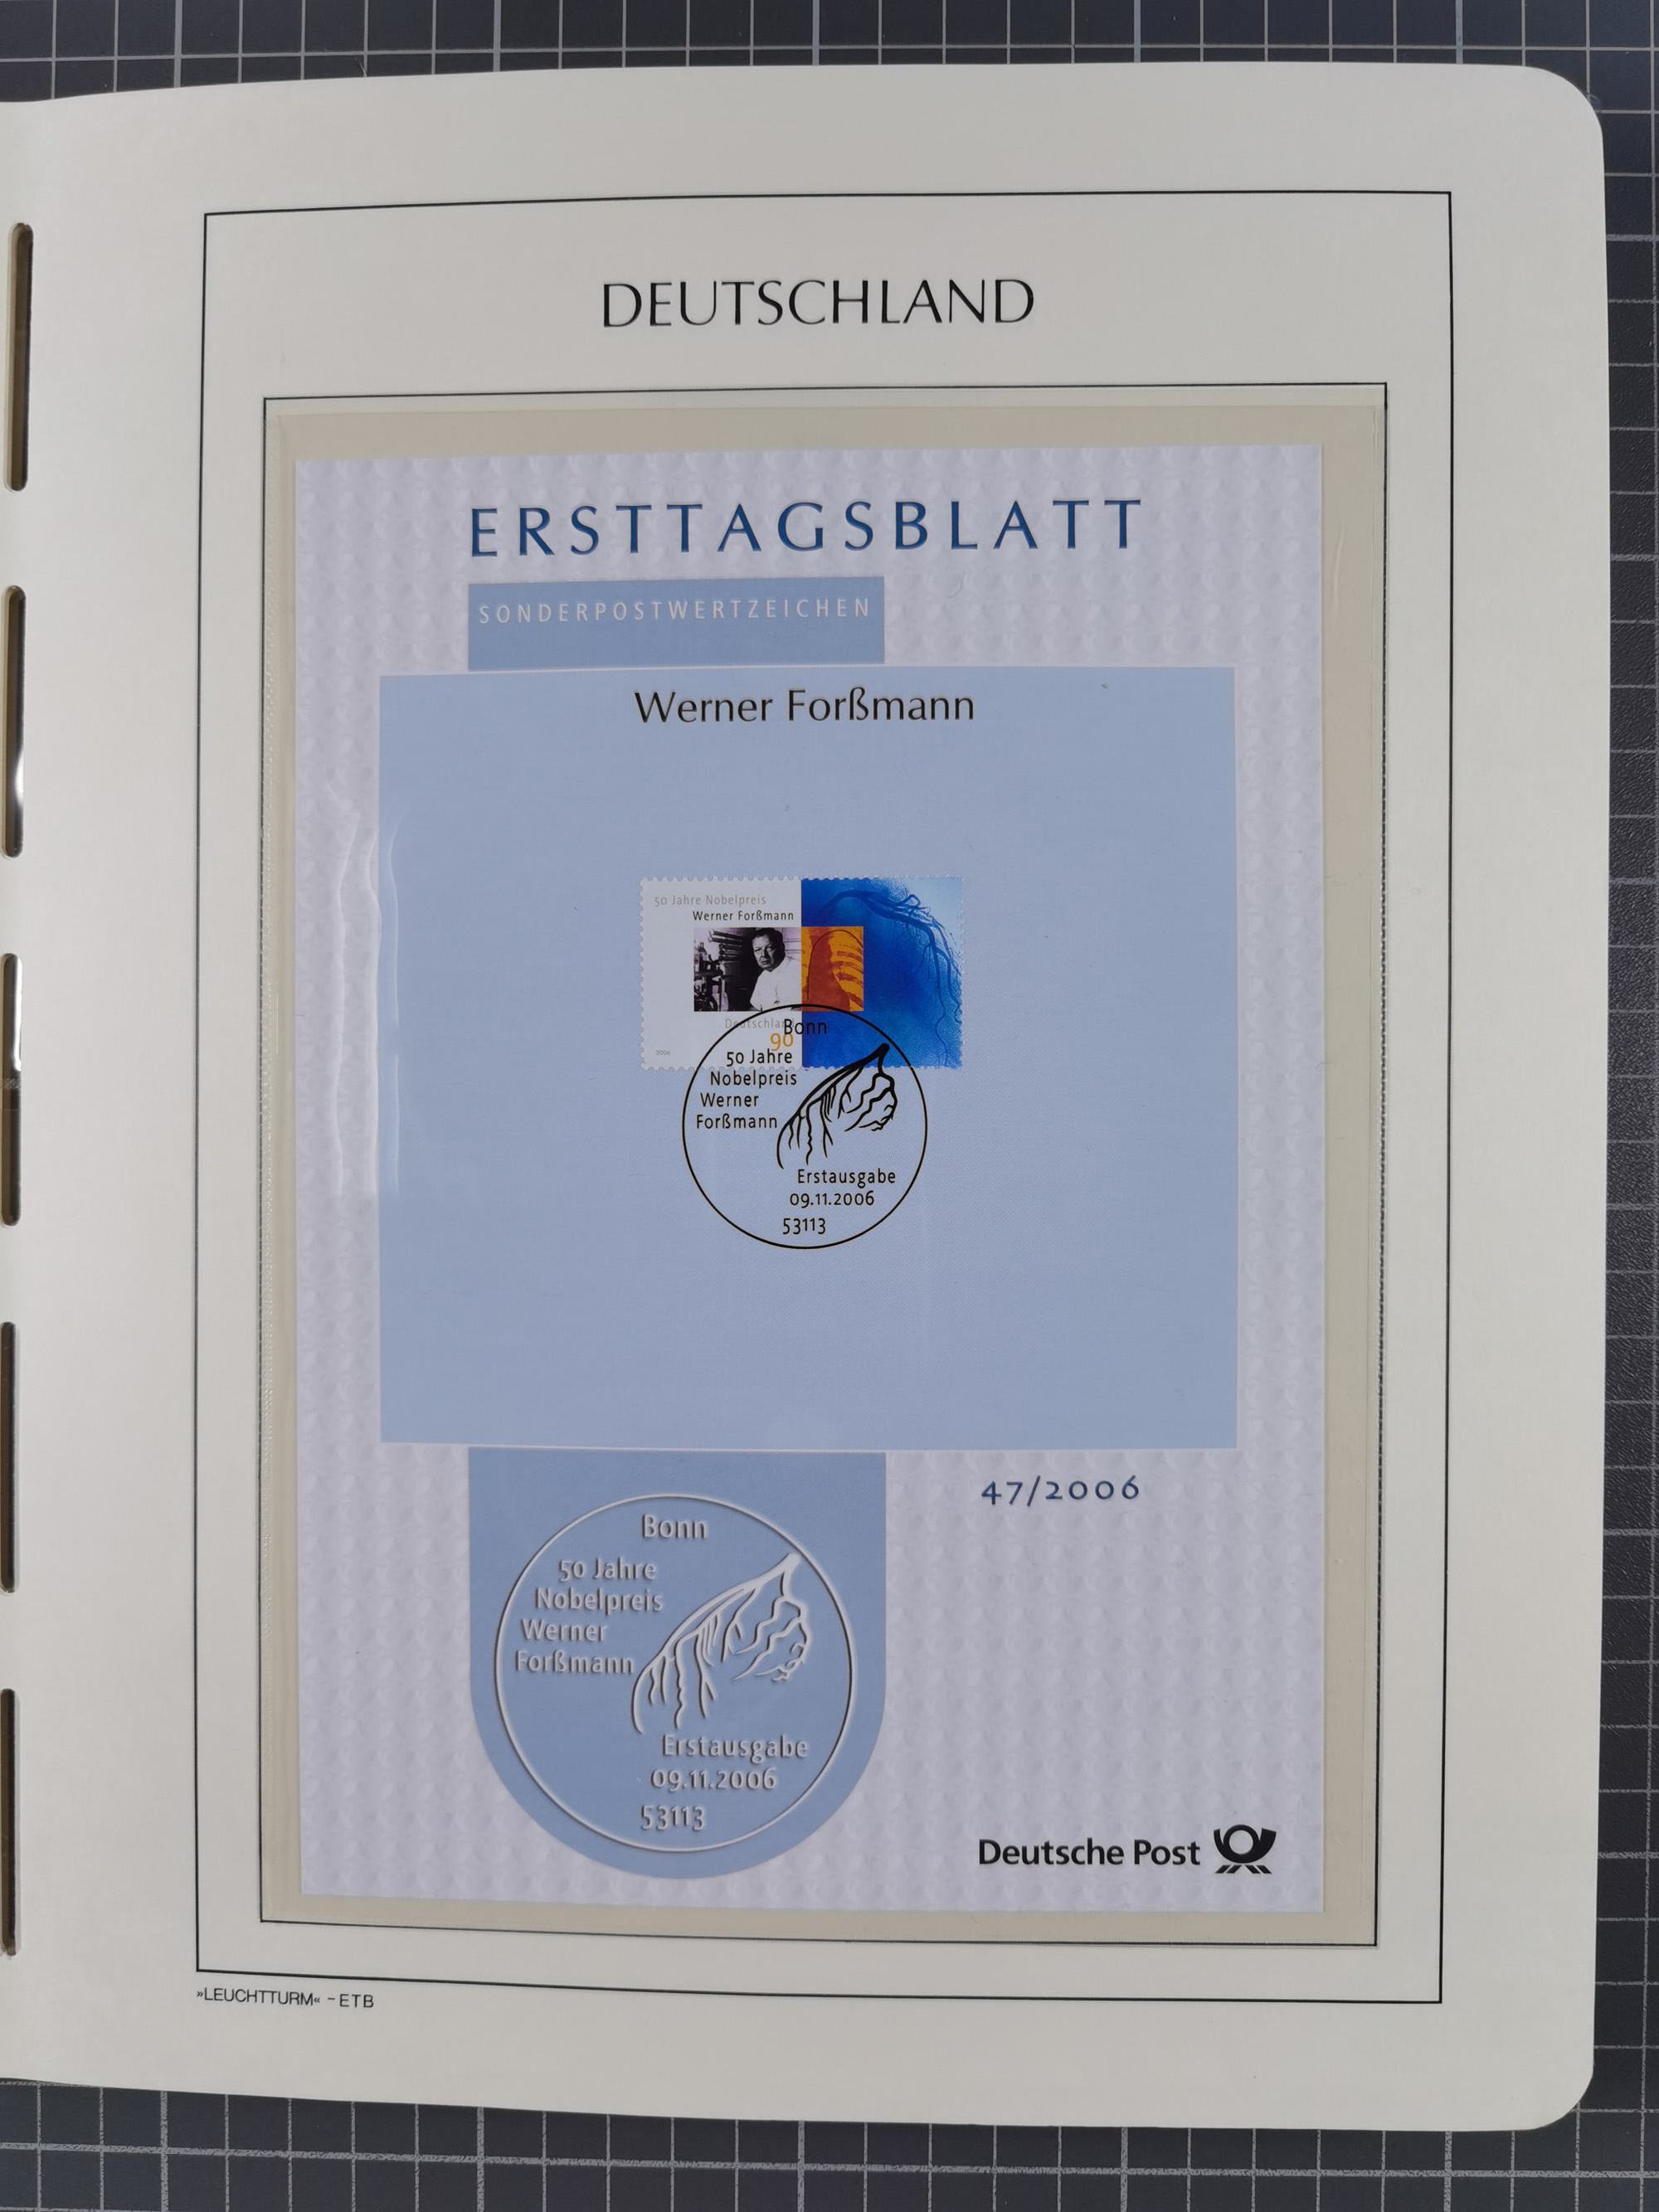 DEUTSCHLAND
ERSTTAGSBLATT
SONDERPOSTWERTZEICHEN
Werner Forßmann
50 Jahre Nobelpreis
Werner Forßmann
Deutschland
90
2006
Bonn
50 Jahre
Nobelpreis
Werner
Forßmann
Erstausgabe
09.11.2006
53113
47/2006
Bonn
50 Jahre
Nobelpreis
Werner
Forßmann
Erstausgabe
09.11.2006
53113
Deutsche Post
»LEUCHTTURM« - ETB